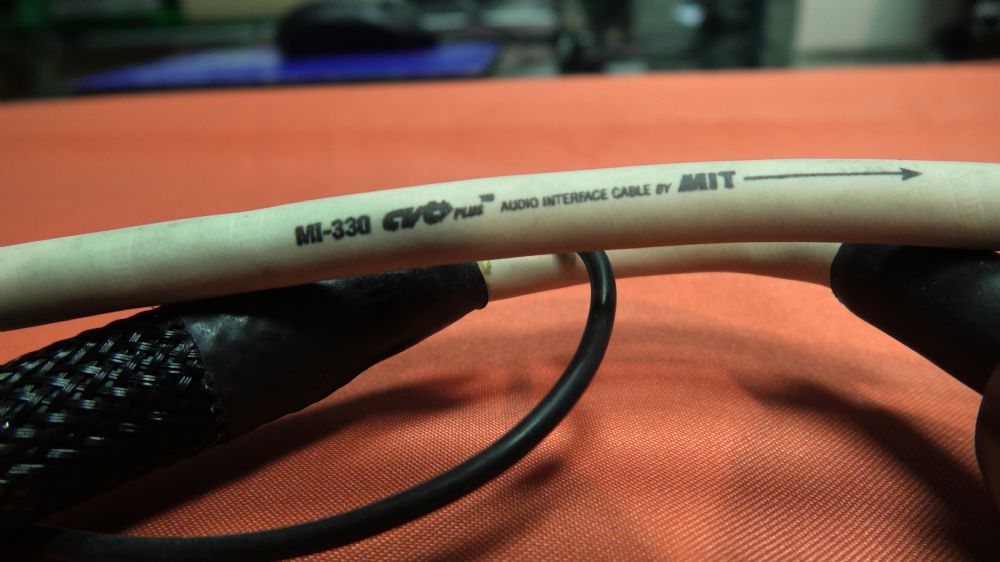 MI-330 CVT PLUS™ AUDIO INTERFACE CABLE BY MIT